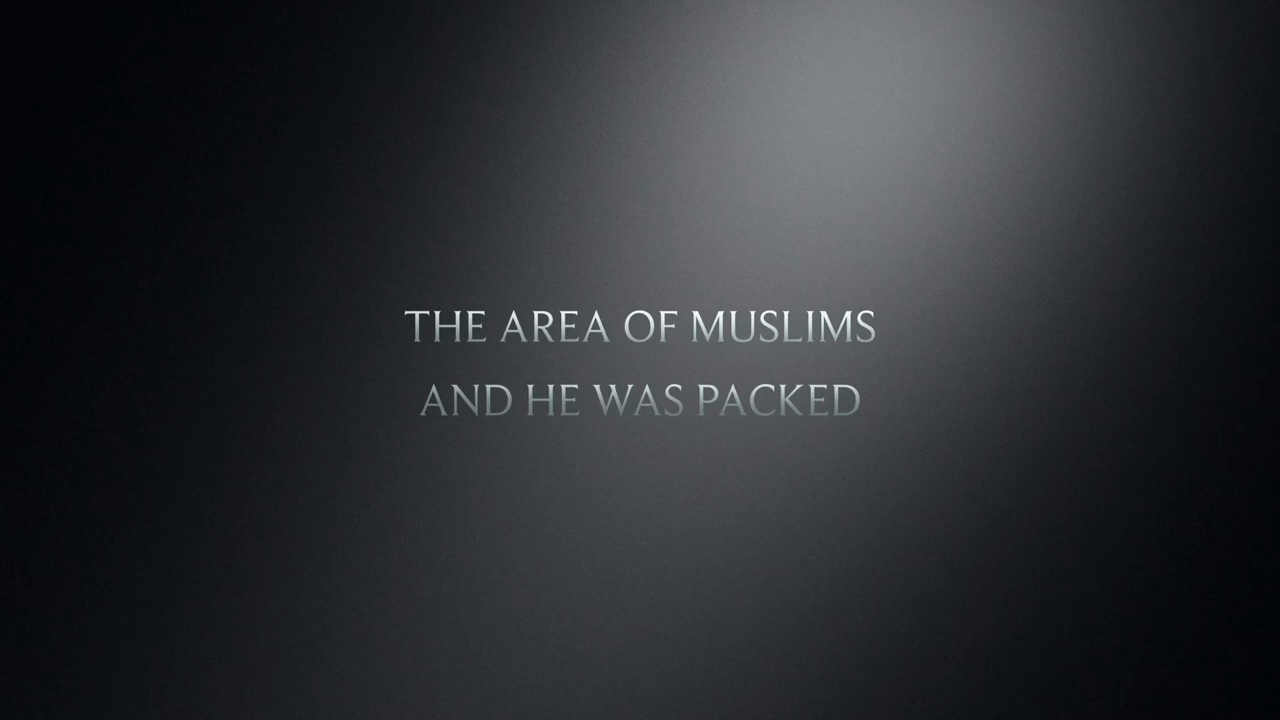 THE AREA OF MUSLIMS
AND HE WAS PACKED